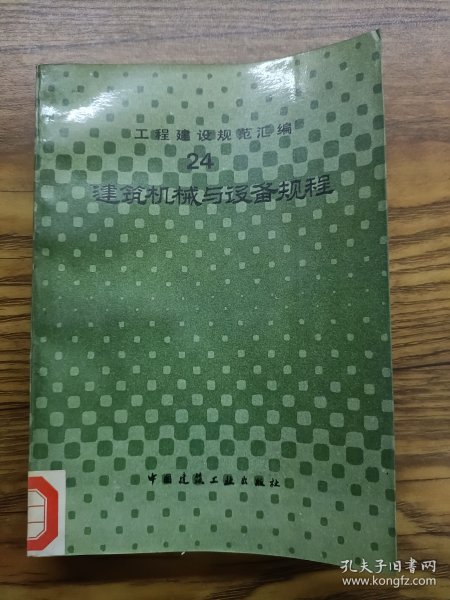 工程建设规范汇编
24
建筑机械与设备规程
中国建筑工业出版社
孔夫子旧书网
www.kongfz.com